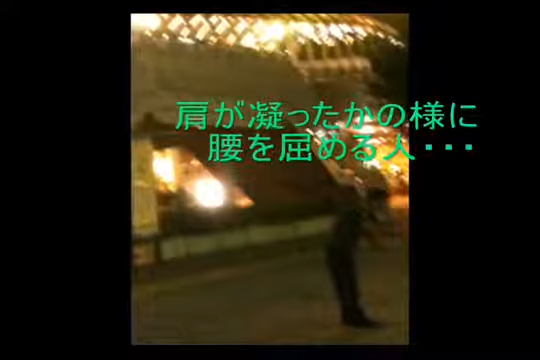 肩が凝ったかの様に
腰を屈める人・・・